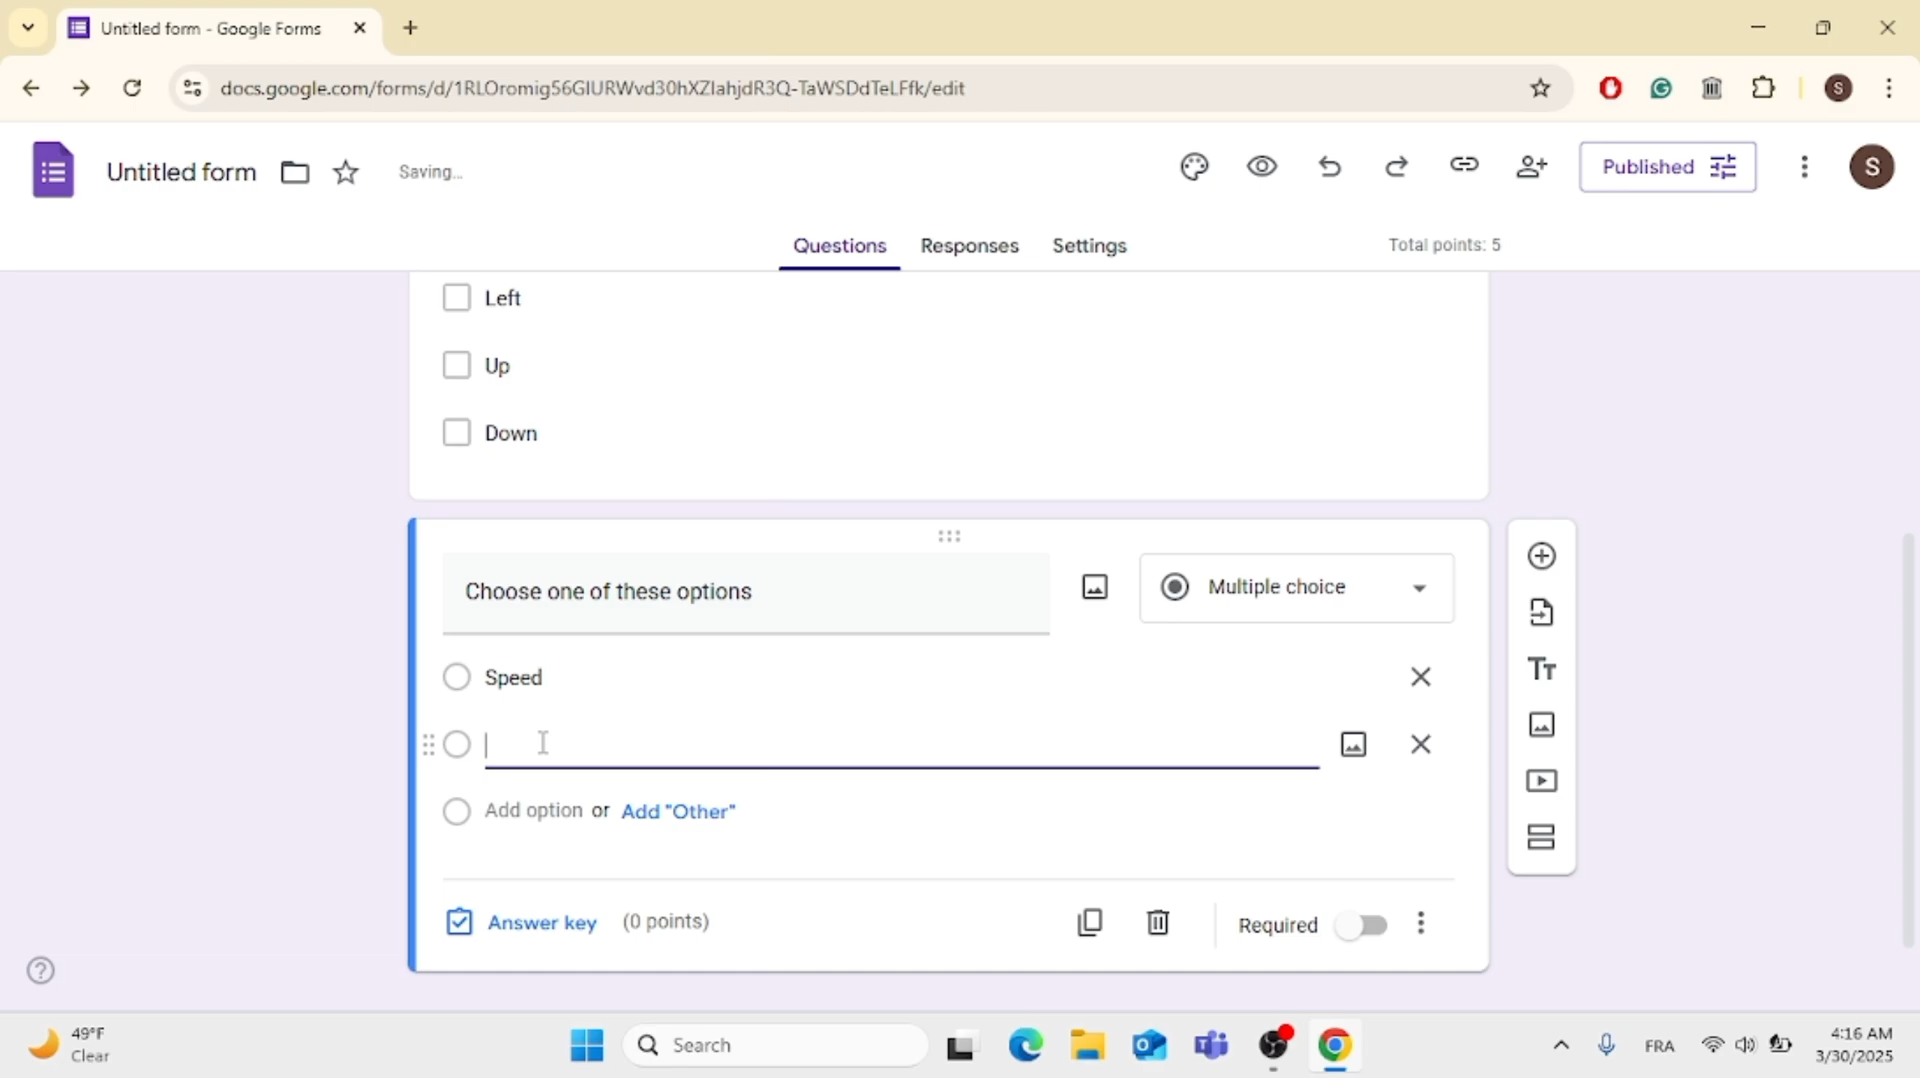 Untitled form - Google Forms
docs.google.com/forms/d/1RLOromig56GIURWvd30hXZIahjdR3Q-TaWSDdTeLFfk/edit
S
Untitled form
Saving...
Published
S
Questions
Responses
Settings
Total points: 5
Left
Up
Down
Choose one of these options
Multiple choice
Speed
Add option or Add "Other"
Answer key (0 points)
Required
49°F
Clear
Search
FRA
4:16 AM
3/30/2025